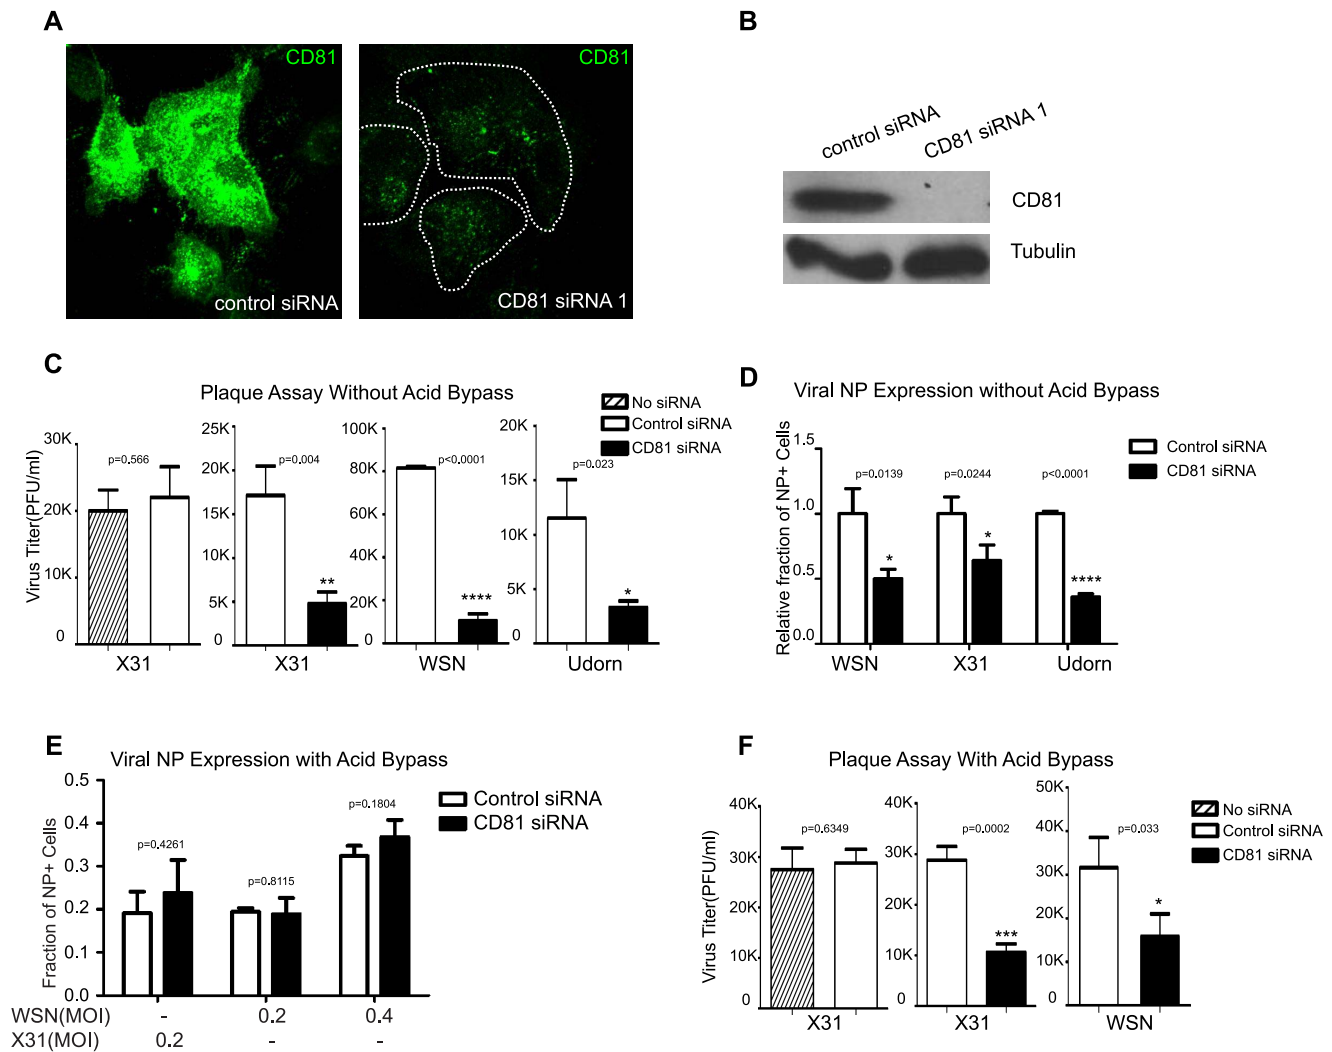 A
CD81
control siRNA
CD81
CD81 siRNA 1
B
control siRNA
CD81 siRNA 1
CD81
Tubulin
C
Plaque Assay Without Acid Bypass
No siRNA
Control siRNA
CD81 siRNA
Virus Titer(PFU/ml)
30K
20K
10K
0
p=0.566
X31
25K
20K
15K
10K
5K
0
p=0.004
**
X31
100K
80K
60K
40K
20K
0
p<0.0001
****
WSN
20K
15K
10K
5K
0
p=0.023
*
Udorn
D
Viral NP Expression without Acid Bypass
Control siRNA
CD81 siRNA
Relative fraction of NP+ Cells
1.5
1.0
0.5
0.0
p=0.0139
p=0.0244
p<0.0001
*
*
****
WSN
X31
Udorn
E
Viral NP Expression with Acid Bypass
Control siRNA
CD81 siRNA
Fraction of NP+ Cells
0.5
0.4
0.3
0.2
0.1
0.0
p=0.4261
p=0.8115
p=0.1804
WSN(MOI) - 0.2 0.4
X31(MOI) 0.2 - -
F
Plaque Assay With Acid Bypass
No siRNA
Control siRNA
CD81 siRNA
Virus Titer(PFU/ml)
40K
30K
20K
10K
0
p=0.6349
X31
40K
30K
20K
10K
0
p=0.0002
***
X31
50K
40K
30K
20K
10K
0
p=0.033
*
WSN